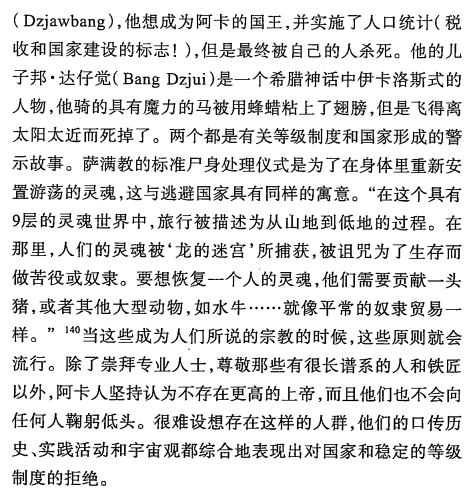 (Dzjawbang)，他想成为阿卡的国王，并实施了人口统计(税
收和国家建设的标志！)，但是最终被自己的人杀死。他的儿
子邦·达仔觉(Bang Dzjui)是一个希腊神话中伊卡洛斯式的
人物，他骑的具有魔力的马被用蜂蜡粘上了翅膀，但是飞得离
太阳太近而死掉了。两个都是有关等级制度和国家形成的警
示故事。萨满教的标准尸身处理仪式是为了在身体里重新安
置游荡的灵魂，这与逃避国家具有同样的寓意。“在这个具有
9层的灵魂世界中，旅行被描述为从山地到低地的过程。在
那里，人们的灵魂被‘龙的迷宫’所捕获，被诅咒为了生存而
做苦役或奴隶。要想恢复一个人的灵魂，他们需要贡献一头
猪，或者其他大型动物，如水牛……就像平常的奴隶贸易一
样。”140当这些成为人们所说的宗教的时候，这些原则就会
流行。除了崇拜专业人士，尊敬那些有很长谱系的人和铁匠
以外，阿卡人坚持认为不存在更高的上帝，而且他们也不会向
任何人鞠躬低头。很难设想存在这样的人群，他们的口传历
史、实践活动和宇宙观都综合地表现出对国家和稳定的等级
制度的拒绝。